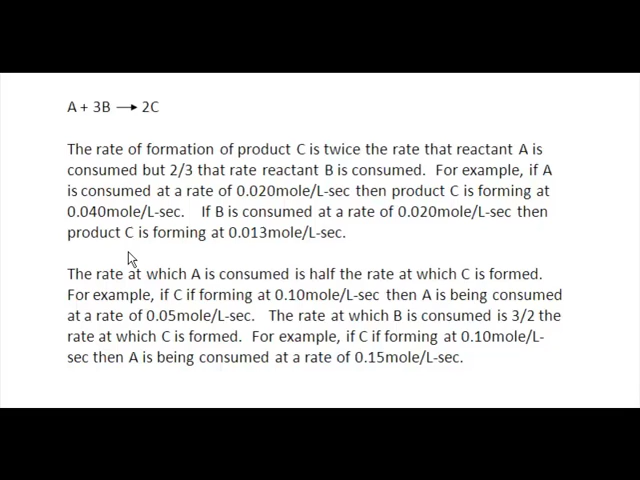 A + 3B → 2C
The rate of formation of product C is twice the rate that reactant A is
consumed but 2/3 that rate reactant B is consumed. For example, if A
is consumed at a rate of 0.020mole/L-sec then product C is forming at
0.040mole/L-sec. If B is consumed at a rate of 0.020mole/L-sec then
product C is forming at 0.013mole/L-sec.
The rate at which A is consumed is half the rate at which C is formed.
For example, if C if forming at 0.10mole/L-sec then A is being consumed
at a rate of 0.05mole/L-sec. The rate at which B is consumed is 3/2 the
rate at which C is formed. For example, if C if forming at 0.10mole/L-
sec then A is being consumed at a rate of 0.15mole/L-sec.